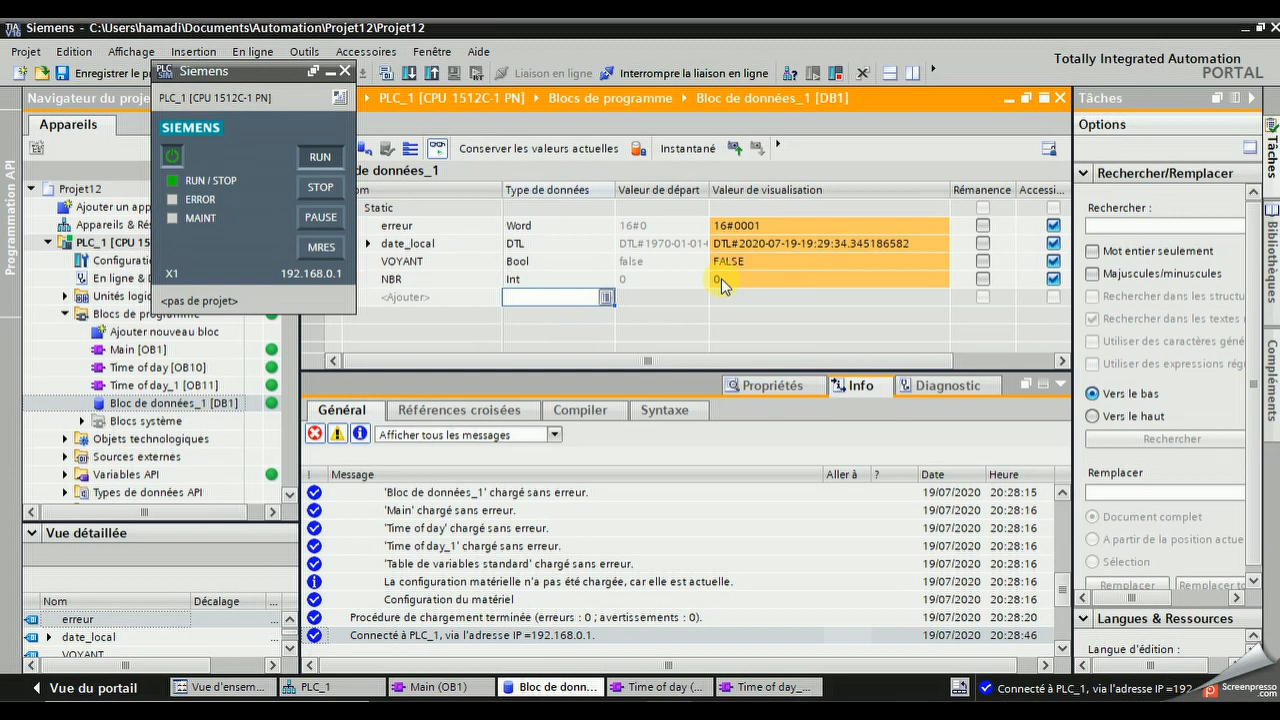 Siemens - C:\Users\hamadi\Documents\Automation\Projet12\Projet12
TIA
V16
Projet Edition Affichage Insertion En ligne Outils Accessoires Fenêtre Aide
Enregistrer le Liaison en ligne Interrompre la liaison en ligne
Totally Integrated Automation
PORTAL
PLC
SIM
Siemens
PLC_1 [CPU 1512C-1 PN]
SIEMENS
RUN
RUN / STOP
STOP
ERROR
MAINT
PAUSE
MRES
X1 192.168.0.1
<pas de projet>
Navigateur du
PLC_1 [CPU 1512C-1 PN] Blocs de programme Bloc de données_1 [DB1]
Tâches
Appareils
Options
Programmation API
Conserver les valeurs actuelles Instantané
de données_1
Type de données Valeur de départ Valeur de visualisation Rémanence Accessi...
Static
erreur Word 16#0 16#0001
date_local DTL DTL#1970-01-01- DTL#2020-07-19-19:29:34.345186582
VOYANT Bool false FALSE
NBR Int 0 0
<Ajouter>
Projet12
Ajouter un
Appareils &
PLC_1 [CPU 15
En ligne &
Blocs de
Ajouter nouveau bloc
Main [OB1]
Time of day [OB10]
Time of day_1 [OB11]
Bloc de données_1 [DB1]
Blocs système
Objets technologiques
Sources externes
Variables API
Types de données API
Vue détaillée
Nom Décalage ...
erreur ...
date_local ...
VOYANT
Propriétés Info Diagnostic
Général Références croisées Compiler Syntaxe
Afficher tous les messages
! Message Aller à ? Date Heure
'Bloc de données_1' chargé sans erreur. 19/07/2020 20:28:15
'Main' chargé sans erreur. 19/07/2020 20:28:16
'Time of day' chargé sans erreur. 19/07/2020 20:28:16
'Time of day_1' chargé sans erreur. 19/07/2020 20:28:16
'Table de variables standard' chargé sans erreur. 19/07/2020 20:28:16
La configuration matérielle n'a pas été chargée, car elle est actuelle. 19/07/2020 20:28:16
Configuration du matériel 19/07/2020 20:28:16
Procédure de chargement terminée (erreurs : 0 ; avertissements : 0). 19/07/2020 20:28:20
Connecté à PLC_1, via l'adresse IP =192.168.0.1. 19/07/2020 20:28:46
Rechercher/Remplacer
Rechercher :
Mot entier seulement
Majuscules/minuscules
Rechercher dans les structu
Rechercher dans les textes
Utiliser des caractères géné
Utiliser des expressions rég
Vers le bas
Vers le haut
Rechercher
Remplacer
Document complet
A partir de la position actue
Sélection
Remplacer Remplacer to
Langues & Ressources
Langue d'édition :
Tâches
Bibliothèques
Compléments
Vue du portail Vue d'ensem... PLC_1 Main (OB1) Bloc de donn... Time of day (... Time of day_... Connecté à PLC_1, via l'adresse IP =192
Screenpresso
.com